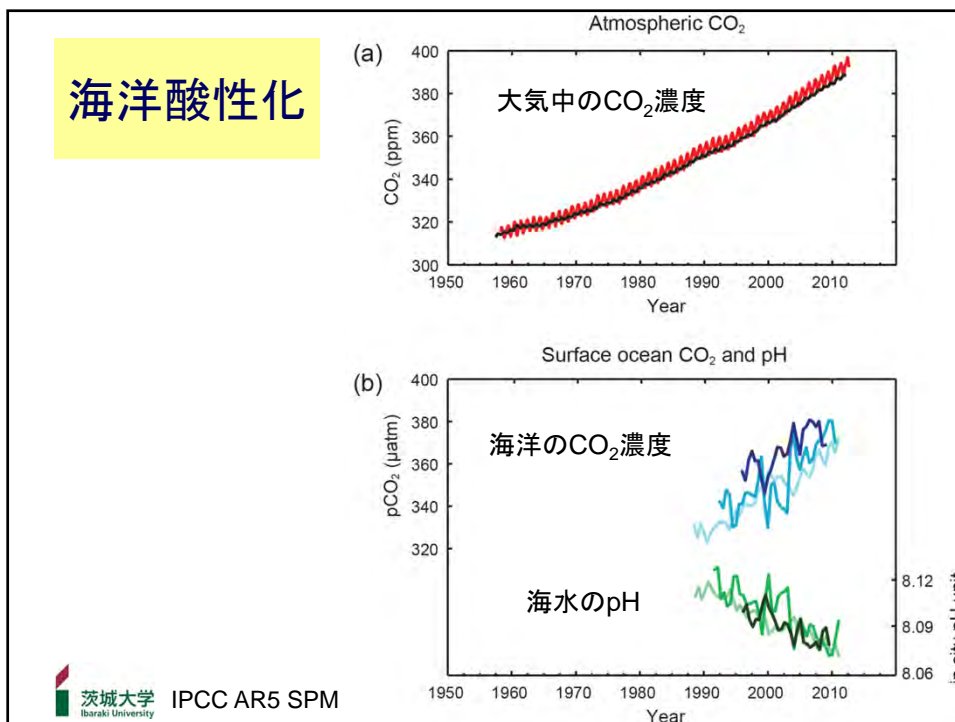 海洋酸性化
Atmospheric CO₂
(a)
400
380
360
340
320
300
CO₂ (ppm)
大気中のCO₂濃度
1950 1960 1970 1980 1990 2000 2010
Year
Surface ocean CO₂ and pH
(b)
400
380
360
340
320
pCO₂ (µatm)
海洋のCO₂濃度
海水のpH
8.12
8.09
8.06
1950 1960 1970 1980 1990 2000 2010
Year
茨城大学
Ibaraki University
IPCC AR5 SPM